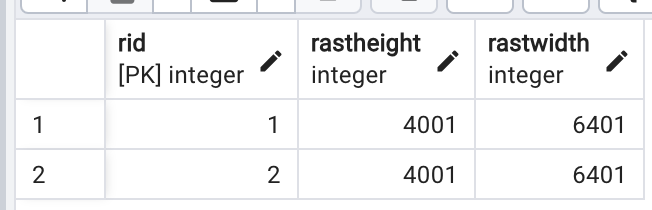 rid rastheight rastwidth
[PK] integer integer integer
1 1 4001 6401
2 2 4001 6401